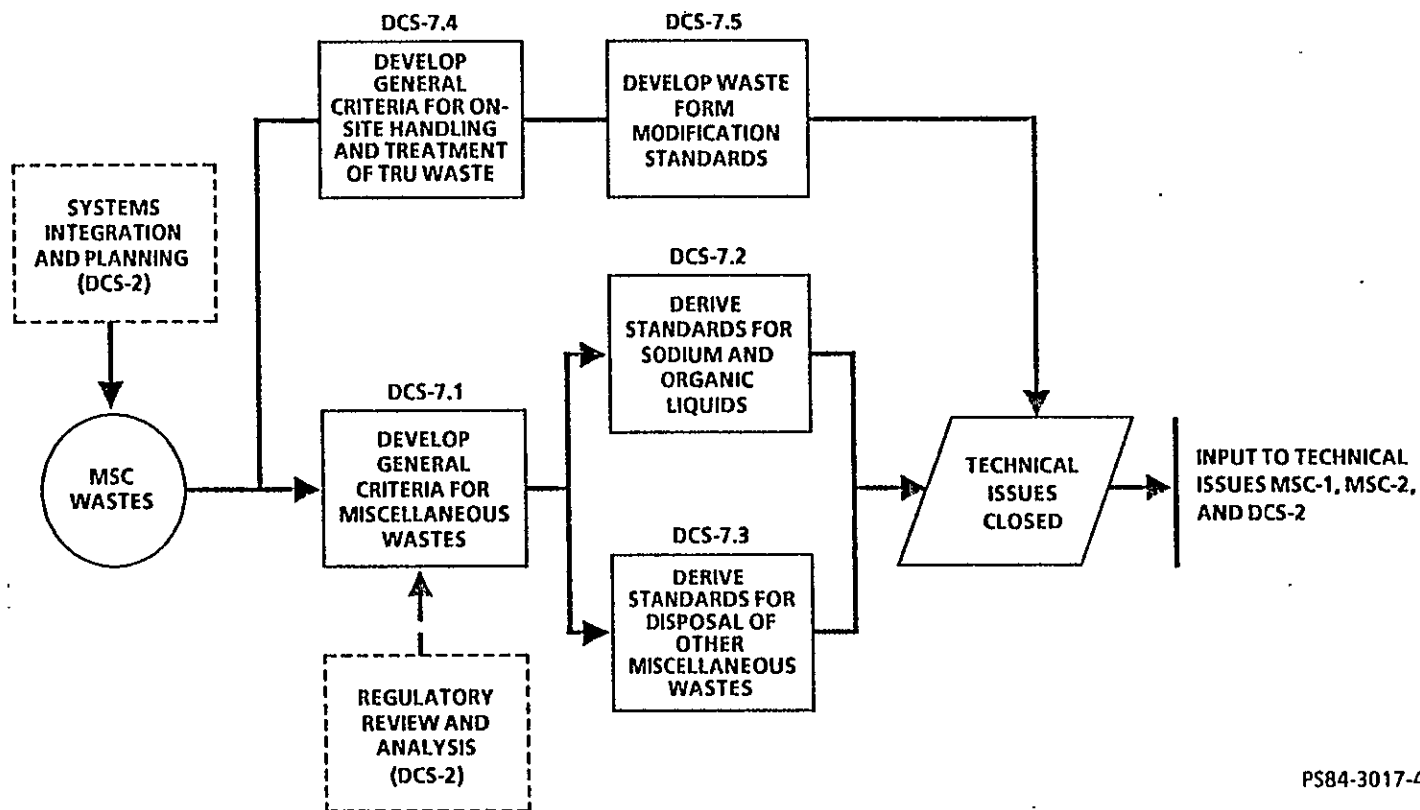 DCS-7.4
DEVELOP
GENERAL
CRITERIA FOR ON-
SITE HANDLING
AND TREATMENT
OF TRU WASTE
DCS-7.5
DEVELOP WASTE
FORM
MODIFICATION
STANDARDS
SYSTEMS
INTEGRATION
AND PLANNING
(DCS-2)
MSC
WASTES
DCS-7.1
DEVELOP
GENERAL
CRITERIA FOR
MISCELLANEOUS
WASTES
DCS-7.2
DERIVE
STANDARDS FOR
SODIUM AND
ORGANIC
LIQUIDS
DCS-7.3
DERIVE
STANDARDS FOR
DISPOSAL OF
OTHER
MISCELLANEOUS
WASTES
REGULATORY
REVIEW AND
ANALYSIS
(DCS-2)
TECHNICAL
ISSUES
CLOSED
INPUT TO TECHNICAL
ISSUES MSC-1, MSC-2,
AND DCS-2
PS84-3017-4